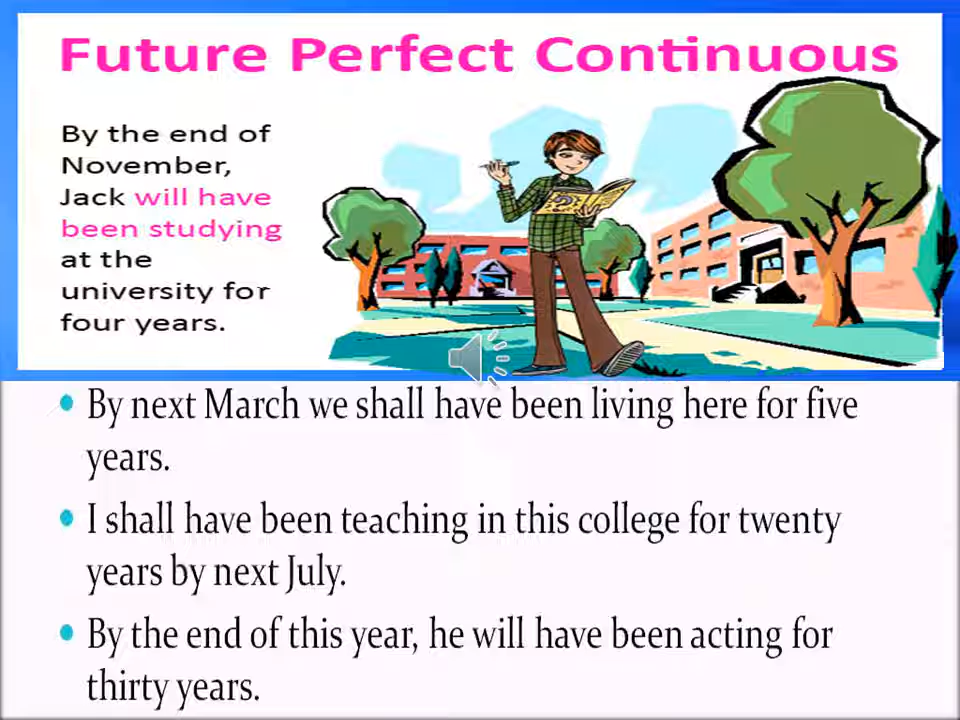 Future Perfect Continuous
By the end of
November,
Jack will have
been studying
at the
university for
four years.
By next March we shall have been living here for five
years.
I shall have been teaching in this college for twenty
years by next July.
By the end of this year, he will have been acting for
thirty years.